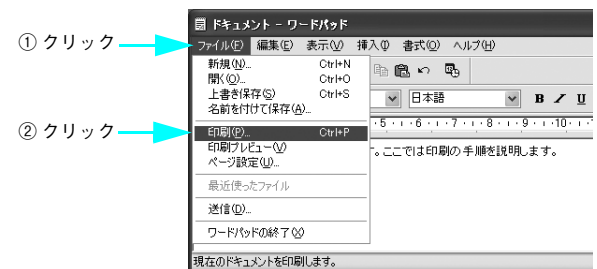 ドキュメント - ワードパッド
① クリック
ファイル(F) 編集(E) 表示(V) 挿入(I) 書式(O) ヘルプ(H)
新規(N)... Ctrl+N
開く(O)... Ctrl+O
上書き保存(S) Ctrl+S
名前を付けて保存(A)...
日本語 B / U
② クリック
印刷(P)... Ctrl+P
·5·ı·6·ı·7·ı·8·ı·9·ı·10·ı·
印刷プレビュー(V)
。ここでは印刷の手順を説明します。
ページ設定(U)...
最近使ったファイル
送信(D)...
ワードパッドの終了(X)
現在のドキュメントを印刷します。